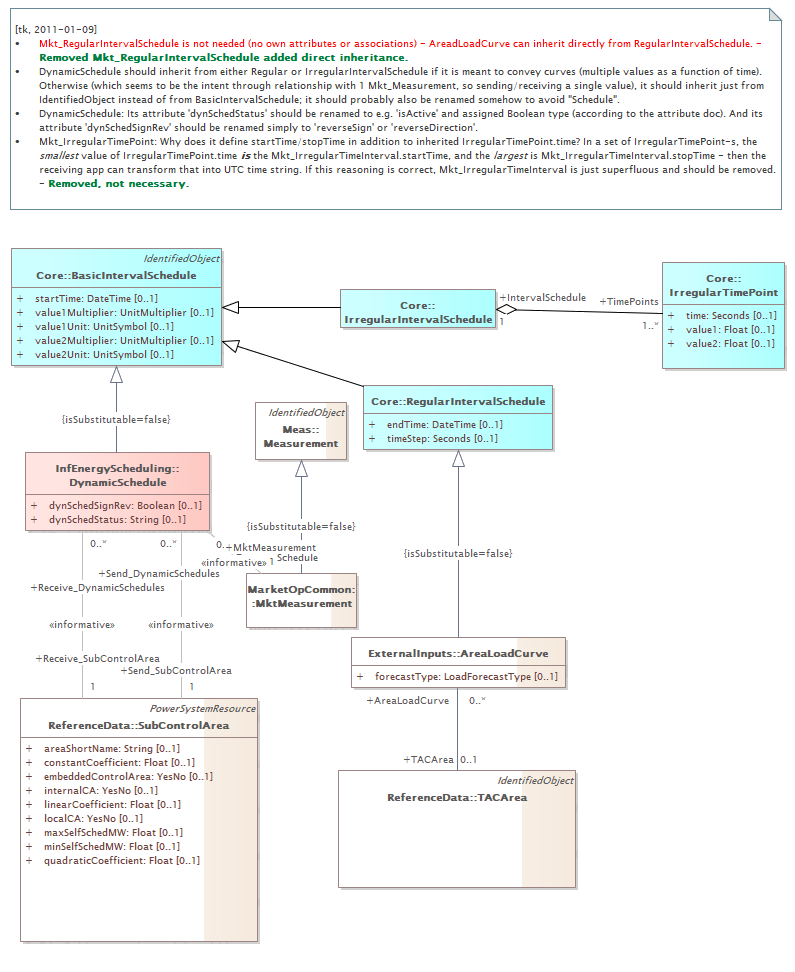 [tk, 2011-01-09]
• Mkt_RegularIntervalSchedule is not needed (no own attributes or associations) - AreadLoadCurve can inherit directly from RegularIntervalSchedule. -
Removed Mkt_RegularIntervalSchedule added direct inheritance.
• DynamicSchedule should inherit from either Regular or IrregularIntervalSchedule if it is meant to convey curves (multiple values as a function of time).
Otherwise (which seems to be the intent through relationship with 1 Mkt_Measurement, so sending/receiving a single value), it should inherit just from
IdentifiedObject instead of from BasicIntervalSchedule; it should probably also be renamed somehow to avoid "Schedule".
• DynamicSchedule: Its attribute 'dynSchedStatus' should be renamed to e.g. 'isActive' and assigned Boolean type (according to the attribute doc). And its
attribute 'dynSchedSignRev' should be renamed simply to 'reverseSign' or 'reverseDirection'.
• Mkt_IrregularTimePoint: Why does it define startTime/stopTime in addition to inherited IrregularTimePoint.time? In a set of IrregularTimePoint-s, the
smallest value of IrregularTimePoint.time is the Mkt_IrregularTimeInterval.startTime, and the largest is Mkt_IrregularTimeInterval.stopTime - then the
receiving app can transform that into UTC time string. If this reasoning is correct, Mkt_IrregularTimeInterval is just superfluous and should be removed.
- Removed, not necessary.
IdentifiedObject
Core::BasicIntervalSchedule
+ startTime: DateTime [0..1]
+ value1Multiplier: UnitMultiplier [0..1]
+ value1Unit: UnitSymbol [0..1]
+ value2Multiplier: UnitMultiplier [0..1]
+ value2Unit: UnitSymbol [0..1]
Core::
IrregularIntervalSchedule
+IntervalSchedule
1
+TimePoints
1..*
Core::
IrregularTimePoint
+ time: Seconds [0..1]
+ value1: Float [0..1]
+ value2: Float [0..1]
Core::RegularIntervalSchedule
+ endTime: DateTime [0..1]
+ timeStep: Seconds [0..1]
{isSubstitutable=false}
IdentifiedObject
Meas::
Measurement
InfEnergyScheduling::
DynamicSchedule
+ dynSchedSignRev: Boolean [0..1]
+ dynSchedStatus: String [0..1]
{isSubstitutable=false}
0..*
0..*
0..
+MktMeasurement
Schedule
«informative»
1
+Send_DynamicSchedules
+Receive_DynamicSchedules
{isSubstitutable=false}
MarketOpCommon:
:MktMeasurement
«informative»
«informative»
+Receive_SubControlArea
+Send_SubControlArea
1
1
ExternalInputs::AreaLoadCurve
+ forecastType: LoadForecastType [0..1]
+AreaLoadCurve
0..*
+TACArea
0..1
PowerSystemResource
ReferenceData::SubControlArea
+ areaShortName: String [0..1]
+ constantCoefficient: Float [0..1]
+ embeddedControlArea: YesNo [0..1]
+ internalCA: YesNo [0..1]
+ linearCoefficient: Float [0..1]
+ localCA: YesNo [0..1]
+ maxSelfSchedMW: Float [0..1]
+ minSelfSchedMW: Float [0..1]
+ quadraticCoefficient: Float [0..1]
IdentifiedObject
ReferenceData::TACArea